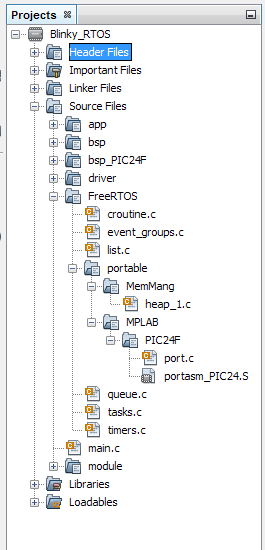 Projects
Blinky_RTOS
Header Files
Important Files
Linker Files
Source Files
app
bsp
bsp_PIC24F
driver
FreeRTOS
croutine.c
event_groups.c
list.c
portable
MemMang
heap_1.c
MPLAB
PIC24F
port.c
portasm_PIC24.S
queue.c
tasks.c
timers.c
main.c
module
Libraries
Loadables